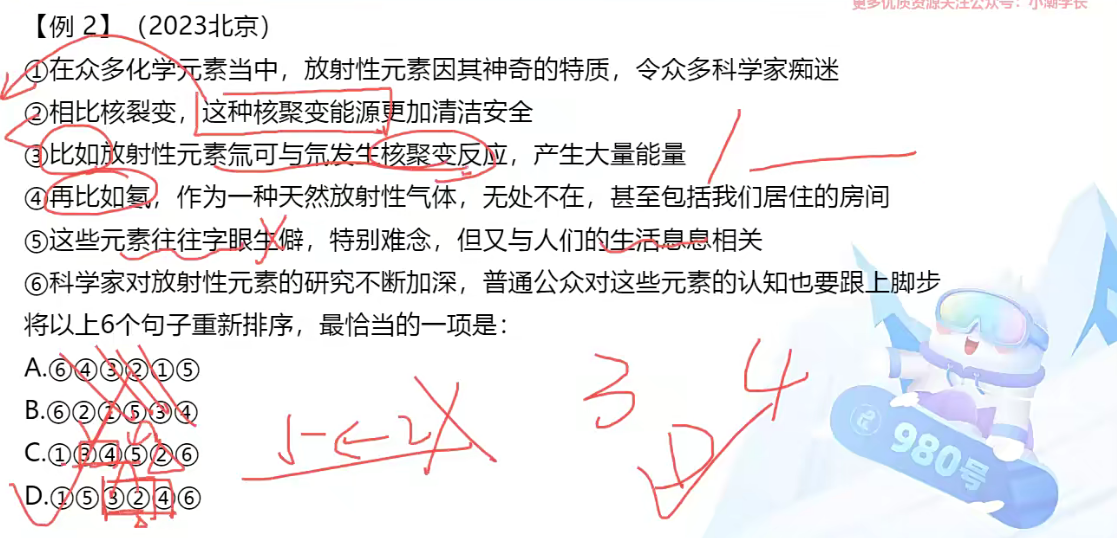 更多优质资源关注公众号：小潮学长
【例 2】（2023北京）
①在众多化学元素当中，放射性元素因其神奇的特质，令众多科学家痴迷
②相比核裂变，这种核聚变能源更加清洁安全
③比如放射性元素氚可与氘发生核聚变反应，产生大量能量
④再比如氡，作为一种天然放射性气体，无处不在，甚至包括我们居住的房间
⑤这些元素往往字眼生僻，特别难念，但又与人们的生活息息相关
⑥科学家对放射性元素的研究不断加深，普通公众对这些元素的认知也要跟上脚步
将以上6个句子重新排序，最恰当的一项是：
A.⑥④③②①⑤
B.⑥②①⑤③④
C.①③④⑤②⑥
D.①⑤③②④⑥
3
4
D
980号